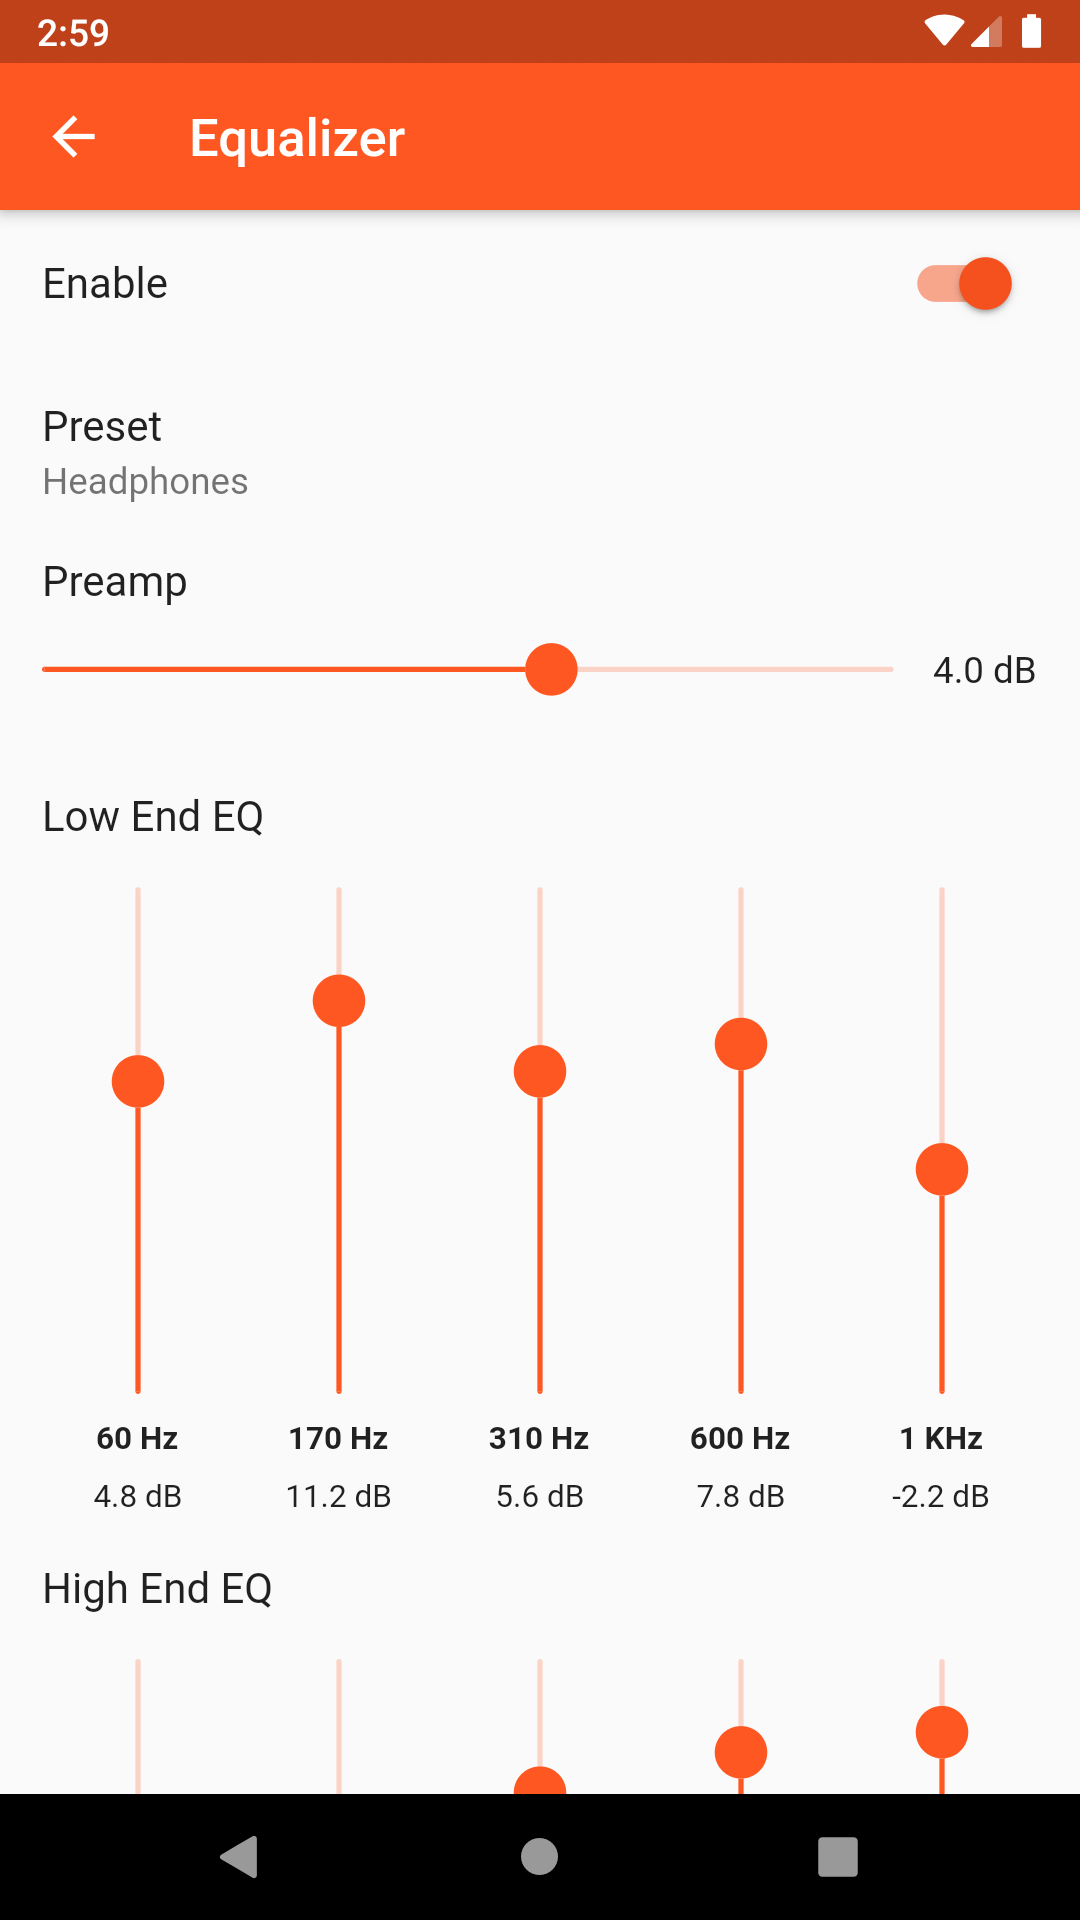 2:59
Equalizer
Enable
Preset
Headphones
Preamp
4.0 dB
Low End EQ
60 Hz 170 Hz 310 Hz 600 Hz 1 KHz
4.8 dB 11.2 dB 5.6 dB 7.8 dB -2.2 dB
High End EQ